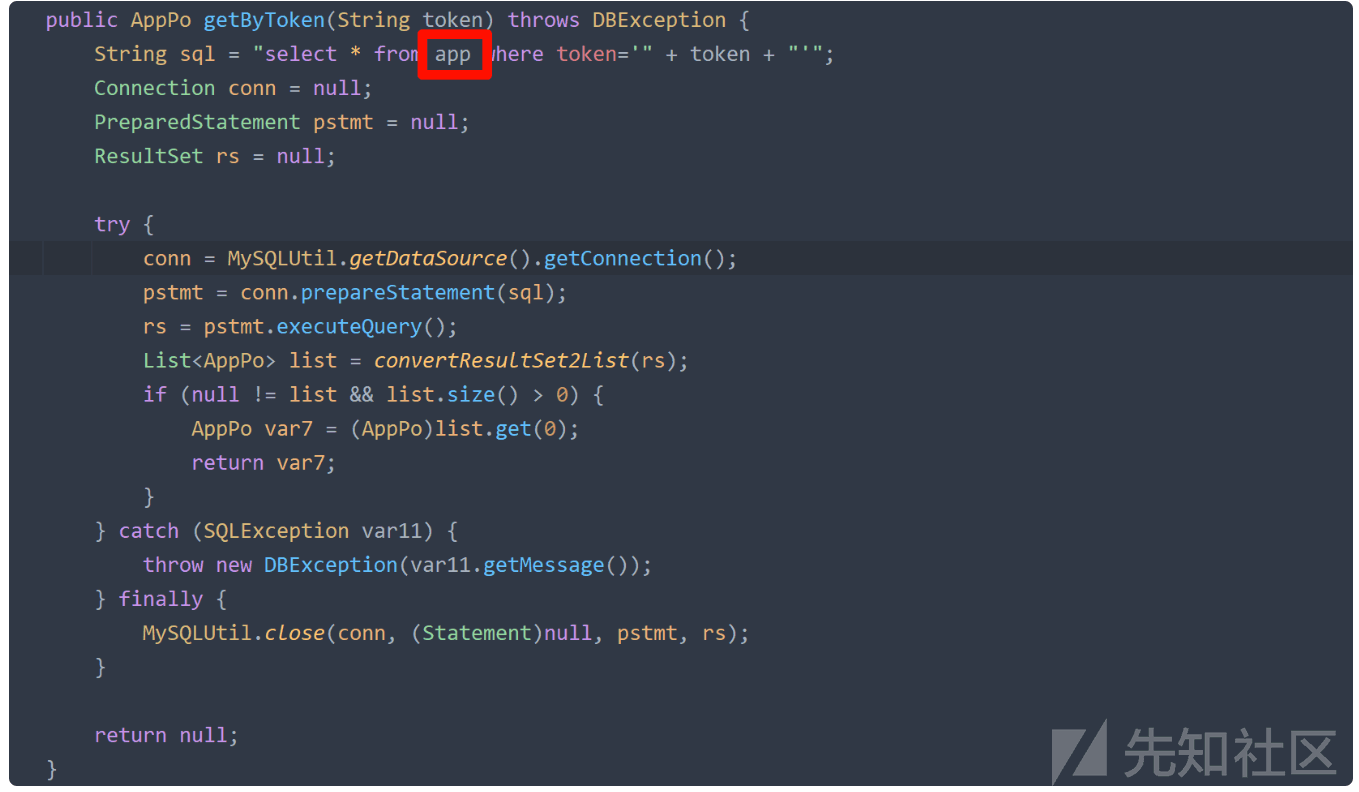 public AppPo getByToken(String token) throws DBException {
    String sql = "select * from app where token='" + token + "'";
    Connection conn = null;
    PreparedStatement pstmt = null;
    ResultSet rs = null;
    try {
        conn = MySQLUtil.getDataSource().getConnection();
        pstmt = conn.prepareStatement(sql);
        rs = pstmt.executeQuery();
        List<AppPo> list = convertResultSet2List(rs);
        if (null != list && list.size() > 0) {
            AppPo var7 = (AppPo)list.get(0);
            return var7;
        }
    } catch (SQLException var11) {
        throw new DBException(var11.getMessage());
    } finally {
        MySQLUtil.close(conn, (Statement)null, pstmt, rs);
    }
    return null;
}
先知社区